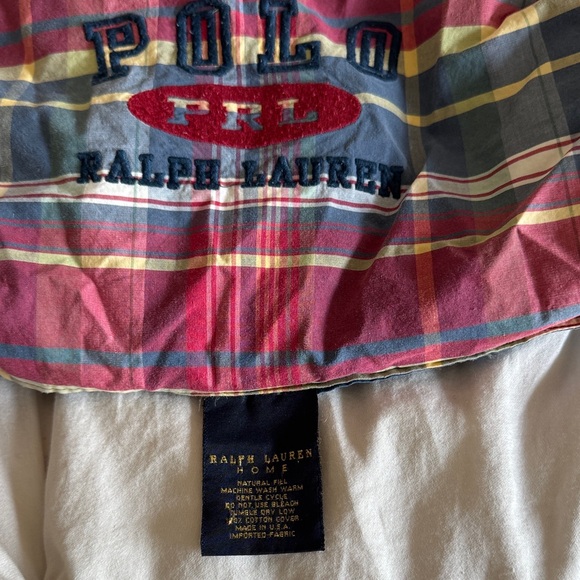 POLO
PRL
RALPH LAUREN
RALPH LAUREN
HOME
NATURAL FILL
MACHINE WASH WARM
GENTLE CYCLE
DO NOT USE BLEACH
TUMBLE DRY LOW
COTTON COVER
MADE IN U.S.A.
IMPORTED FABRIC